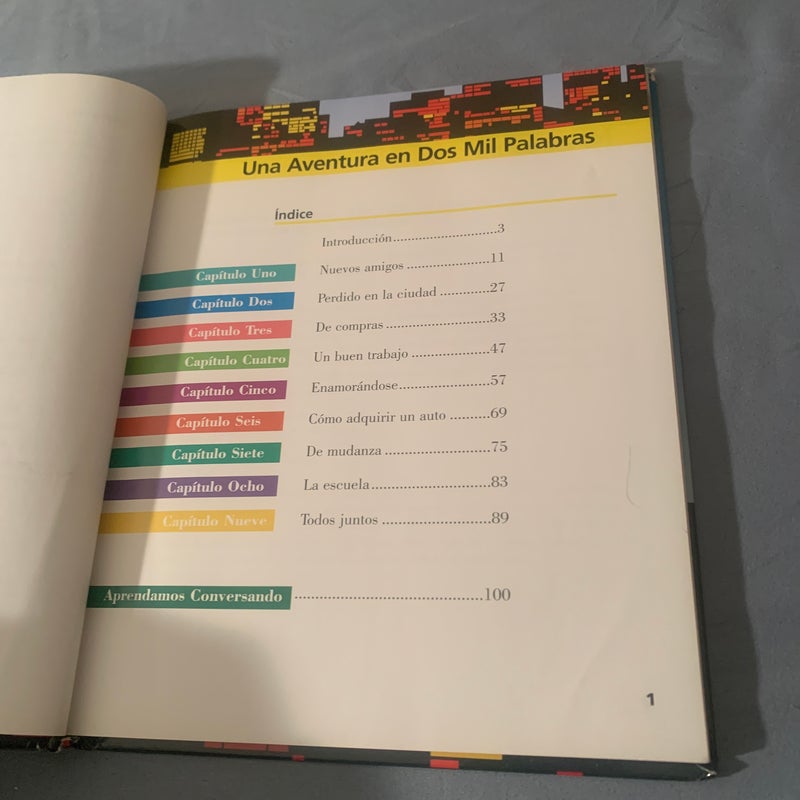 Una Aventura en Dos Mil Palabras
Índice
Introducción............................3
Capítulo Uno Nuevos amigos ......................11
Capítulo Dos Perdido en la ciudad .............27
Capítulo Tres De compras ............................33
Capítulo Cuatro Un buen trabajo .....................47
Capítulo Cinco Enamorándose.........................57
Capítulo Seis Cómo adquirir un auto ..........69
Capítulo Siete De mudanza ............................75
Capítulo Ocho La escuela................................83
Capítulo Nueve Todos juntos ............................89
Aprendamos Conversando ..................................................100
1